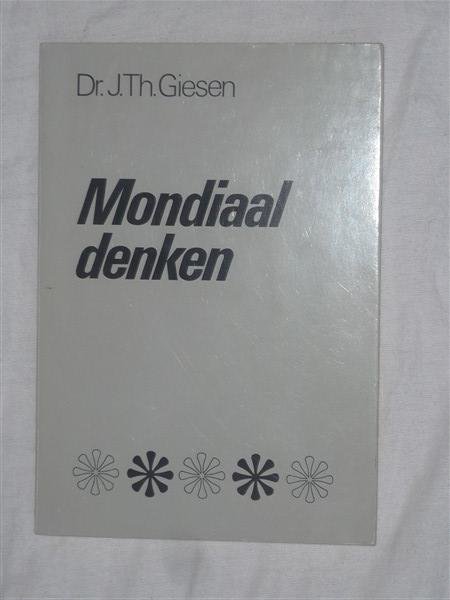 Dr. J.Th. Giesen
Mondiaal
denken